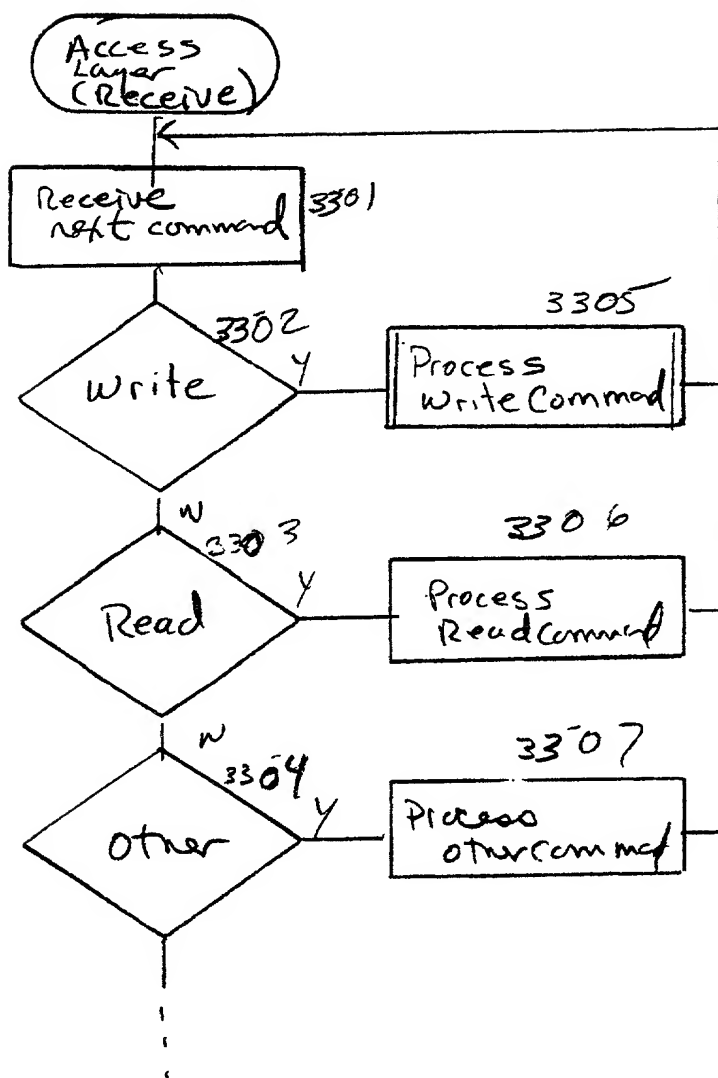 Access
Layer
(Receive)
Receive
next command
3301
3302
Write
Y
3305
Process
Write Command
N
3303
Read
Y
3306
Process
Read command
N
3304
other
Y
3307
Process
other command